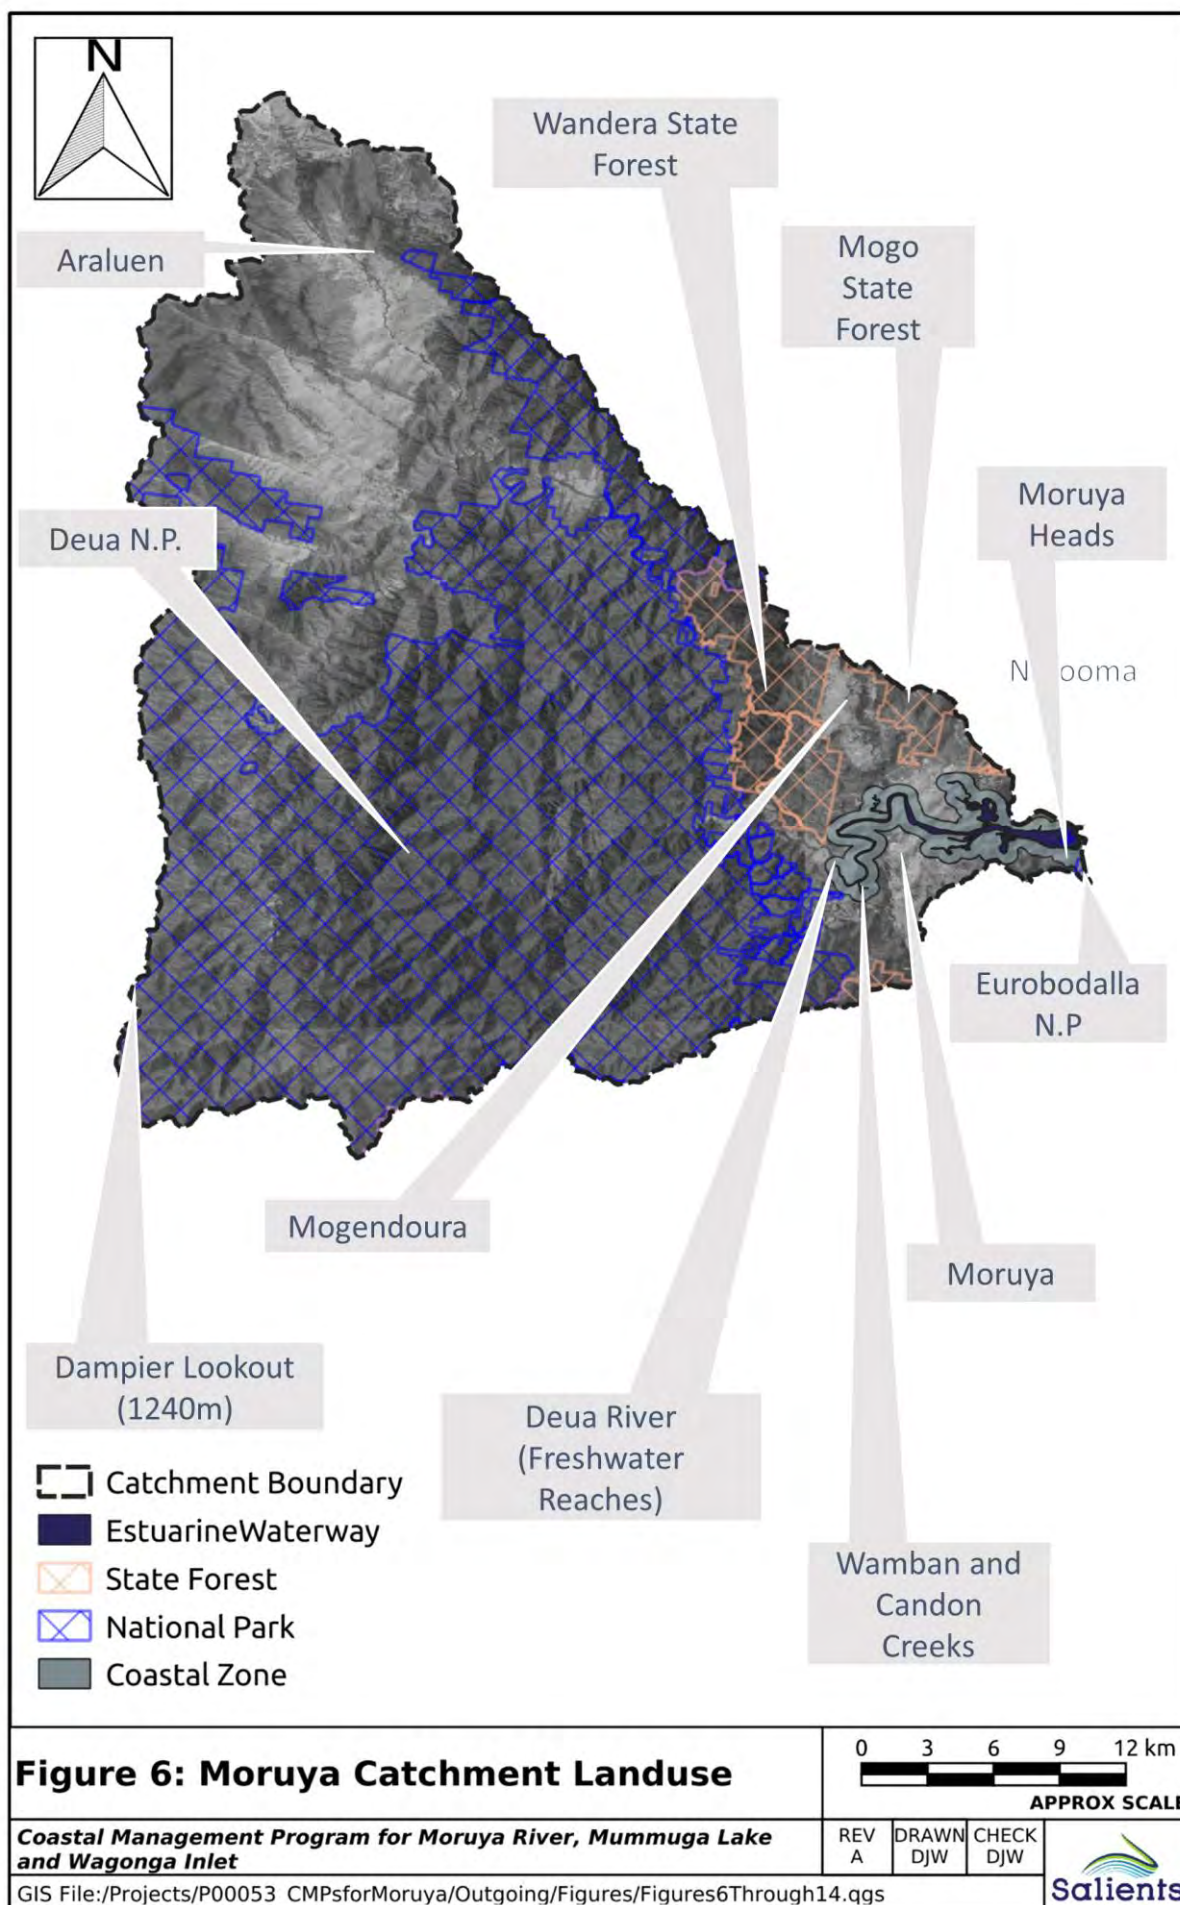 N
Wandera State
Forest
Araluen
Mogo
State
Forest
Moruya
Heads
Deua N.P.
Eurobodalla
N.P
Mogendoura
Moruya
Dampier Lookout
(1240m)
Deua River
(Freshwater
Reaches)
Wamban and
Candon
Creeks
Catchment Boundary
EstuarineWaterway
State Forest
National Park
Coastal Zone
Figure 6: Moruya Catchment Landuse
0 3 6 9 12 km
APPROX SCALE
Coastal Management Program for Moruya River, Mummuga Lake
and Wagonga Inlet
REV DRAWN CHECK
A DJW DJW
GIS File:/Projects/P00053_CMPsforMoruya/Outgoing/Figures/Figures6Through14.qgs
Salients